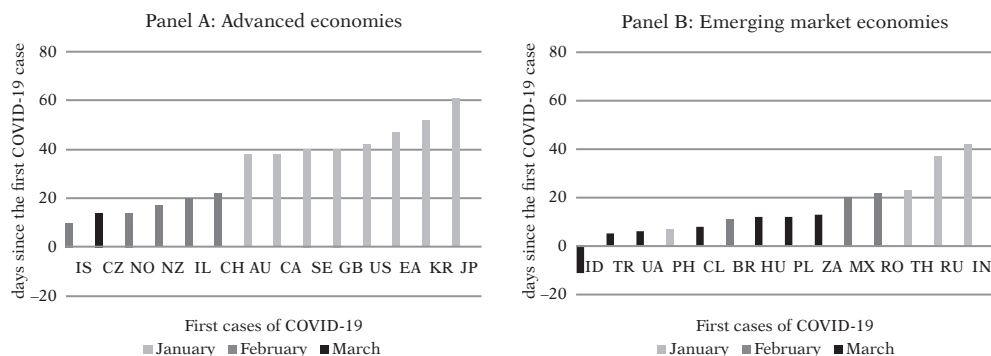 Panel A: Advanced economies
days since the first COVID-19 case
80
60
40
20
0
–20
IS CZ NO NZ IL CH AU CA SE GB US EA KR JP
First cases of COVID-19
January February March
Panel B: Emerging market economies
days since the first COVID-19 case
80
60
40
20
0
–20
ID TR UA PH CL BR HU PL ZA MX RO TH RU IN
First cases of COVID-19
January February March